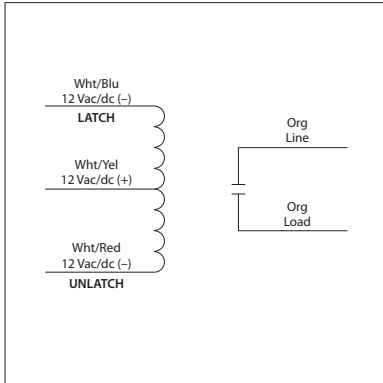 Wht/Blu
12 Vac/dc (–)
LATCH
Wht/Yel
12 Vac/dc (+)
Wht/Red
12 Vac/dc (–)
UNLATCH
Org
Line
Org
Load